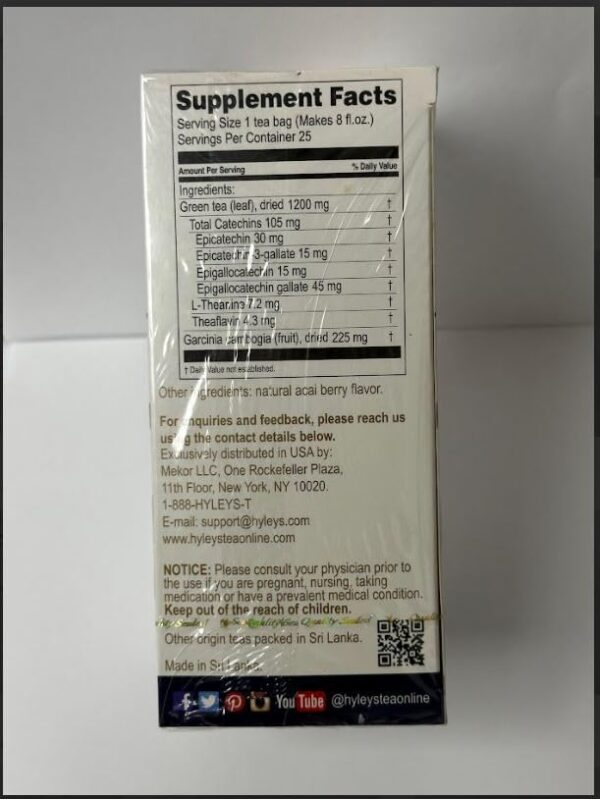 Supplement Facts
Serving Size 1 tea bag (Makes 8 fl.oz.)
Servings Per Container 25
Amount Per Serving % Daily Value
Ingredients:
Green tea (leaf), dried 1200 mg †
Total Catechins 105 mg †
Epicatechin 30 mg †
Epicatechin-3-gallate 15 mg †
Epigallocatechin 15 mg †
Epigallocatechin gallate 45 mg †
L-Theanine 7.2 mg †
Theaflavin 4.3 mg †
Garcinia cambogia (fruit), dried 225 mg †
† Daily Value not established.
Other ingredients: natural acai berry flavor.
For enquiries and feedback, please reach us
using the contact details below.
Exclusively distributed in USA by:
Mekor LLC, One Rockefeller Plaza,
11th Floor, New York, NY 10020.
1-888-HYLEYS-T
E-mail: support@hyleys.com
www.hyleysteaonline.com
NOTICE: Please consult your physician prior to
the use if you are pregnant, nursing, taking
medication or have a prevalent medical condition.
Keep out of the reach of children.
Quality Sealed
Other origin teas packed in Sri Lanka.
Made in Sri Lanka.
f You Tube @hyleysteaonline